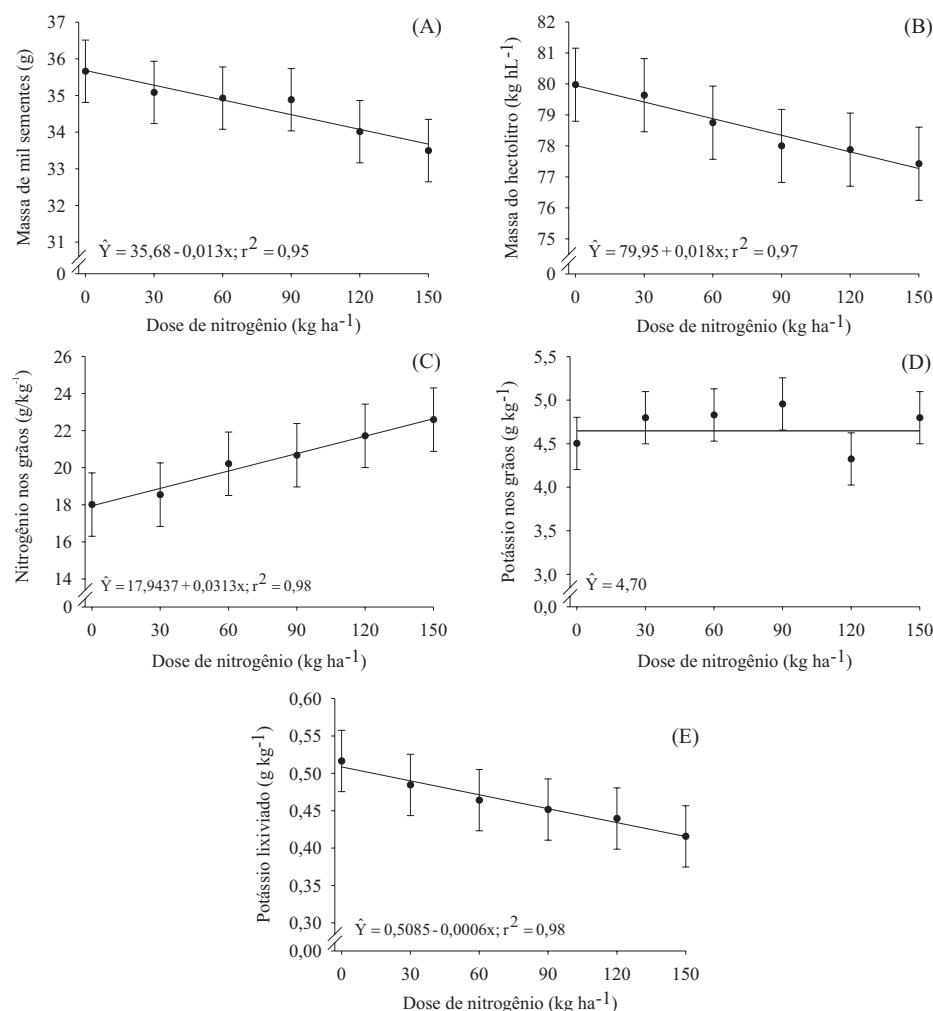 (A)
Massa de mil sementes (g)
37
36
35
34
33
32
31
0
Ŷ = 35,68 - 0,013x; r² = 0,95
0 30 60 90 120 150
Dose de nitrogênio (kg ha⁻¹)
(B)
Massa do hectolitro (kg hL⁻¹)
82
81
80
79
78
77
76
75
0
Ŷ = 79,95 + 0,018x; r² = 0,97
0 30 60 90 120 150
Dose de nitrogênio (kg ha⁻¹)
(C)
Nitrogênio nos grãos (g/kg⁻¹)
26
24
22
20
18
16
14
0
Ŷ = 17,9437 + 0,0313x; r² = 0,98
0 30 60 90 120 150
Dose de nitrogênio (kg ha⁻¹)
(D)
Potássio nos grãos (g kg⁻¹)
5,5
5,0
4,5
4,0
3,5
3,0
0,0
Ŷ = 4,70
0 30 60 90 120 150
Dose de nitrogênio (kg ha⁻¹)
(E)
Potássio lixiviado (g kg⁻¹)
0,60
0,55
0,50
0,45
0,40
0,35
0,30
0,00
Ŷ = 0,5085 - 0,0006x; r² = 0,98
0 30 60 90 120 150
Dose de nitrogênio (kg ha⁻¹)